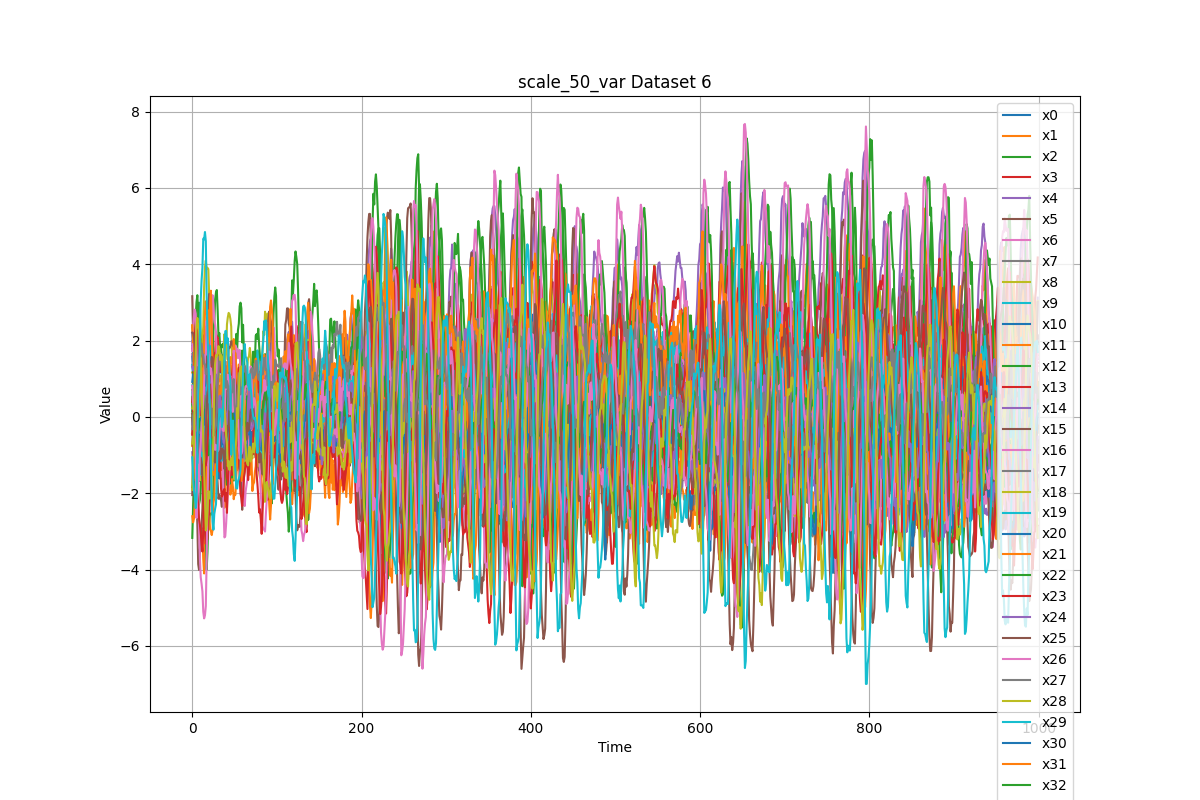 scale_50_var Dataset 6
8
6
4
2
0
−2
−4
−6
Value
0
200
400
600
800
1000
Time
x0
x1
x2
x3
x4
x5
x6
x7
x8
x9
x10
x11
x12
x13
x14
x15
x16
x17
x18
x19
x20
x21
x22
x23
x24
x25
x26
x27
x28
x29
x30
x31
x32